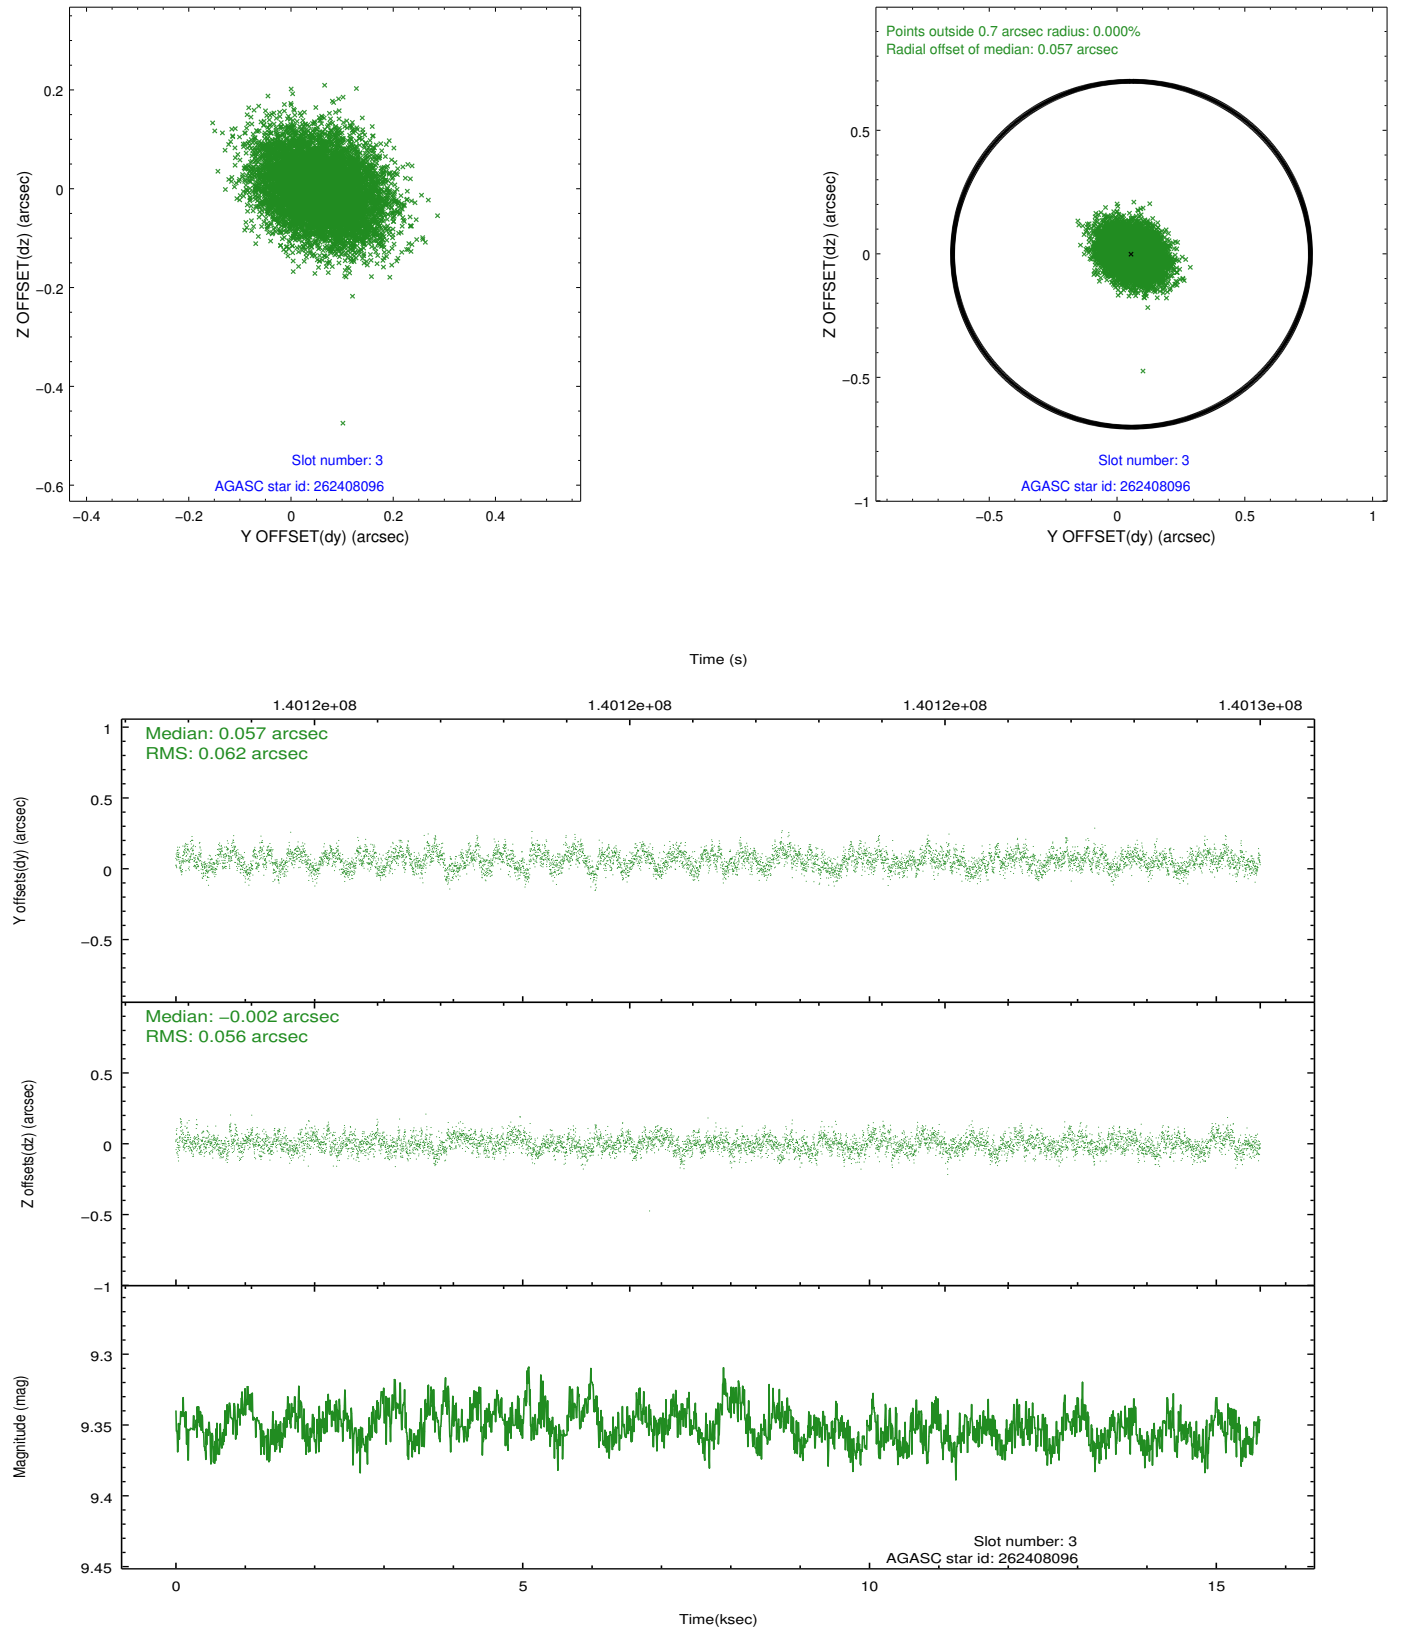 0.2
0
−0.2
−0.4
−0.6
−0.4
−0.2
0
0.2
0.4
Z OFFSET(dz) (arcsec)
Y OFFSET(dy) (arcsec)
Slot number: 3
AGASC star id: 262408096
Points outside 0.7 arcsec radius: 0.000%
Radial offset of median: 0.057 arcsec
0.5
0
−0.5
−1
−0.5
0
0.5
1
Z OFFSET(dz) (arcsec)
Y OFFSET(dy) (arcsec)
Slot number: 3
AGASC star id: 262408096
Time (s)
1.4012e+08
1.4012e+08
1.4012e+08
1.4013e+08
Median: 0.057 arcsec
RMS: 0.062 arcsec
1
0.5
0
−0.5
Y offsets(dy) (arcsec)
Median: −0.002 arcsec
RMS: 0.056 arcsec
0.5
0
−0.5
−1
Z offsets(dz) (arcsec)
9.3
9.35
9.4
9.45
Magnitude (mag)
Slot number: 3
AGASC star id: 262408096
0
5
10
15
Time(ksec)